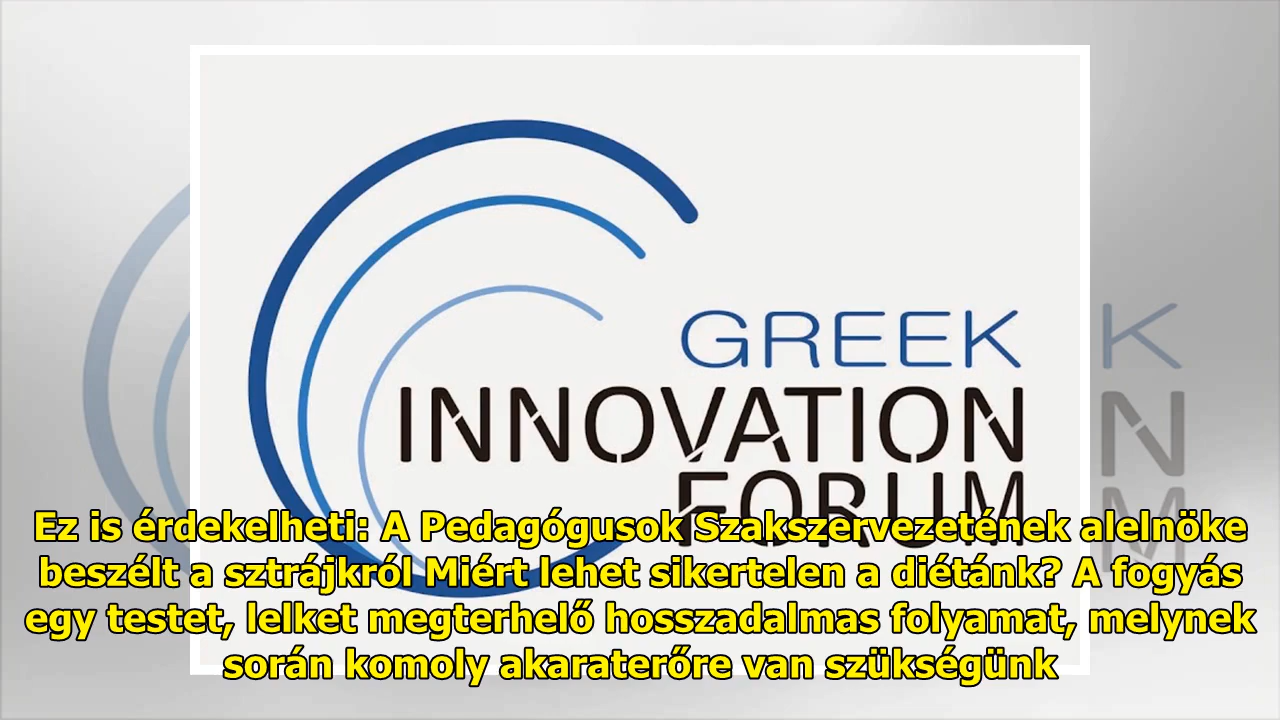 GREEK
INNOVATION
FORUM
K
N
M
Ez is érdekelheti: A Pedagógusok Szakszervezetének alelnöke
beszélt a sztrájkról Miért lehet sikertelen a diétánk? A fogyás
egy testet, lelket megterhelő hosszadalmas folyamat, melynek
során komoly akaraterőre van szükségünk